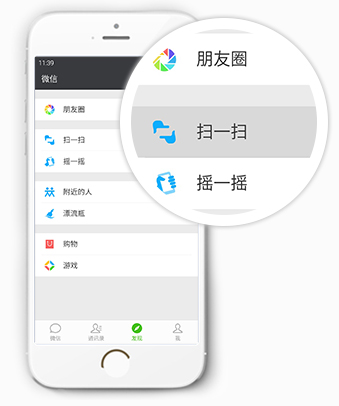 11:39
微信
朋友圈
扫一扫
摇一摇
附近的人
漂流瓶
购物
游戏
微信
通讯录
发现
我
朋友圈
扫一扫
摇一摇